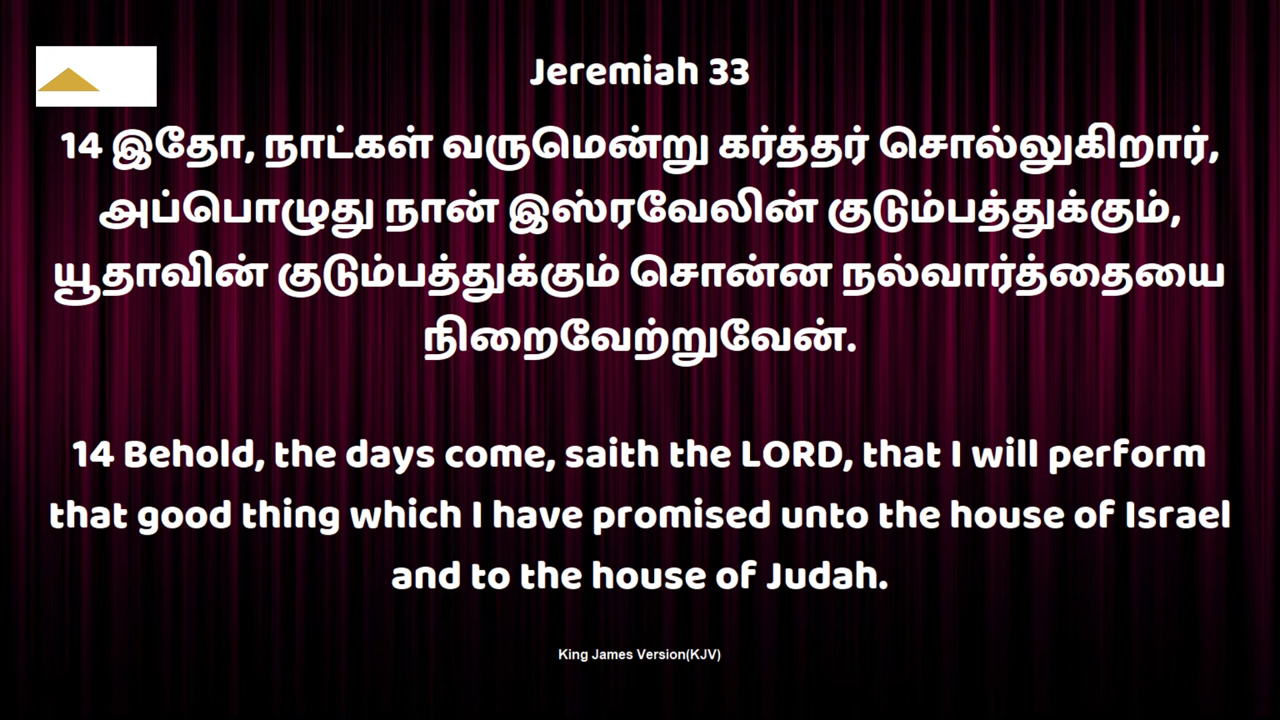 Jeremiah 33
14 இதோ, நாட்கள் வருமென்று கர்த்தர் சொல்லுகிறார்,
அப்பொழுது நான் இஸ்ரவேலின் குடும்பத்துக்கும்,
யூதாவின் குடும்பத்துக்கும் சொன்ன நல்வார்த்தையை
நிறைவேற்றுவேன்.
14 Behold, the days come, saith the LORD, that I will perform
that good thing which I have promised unto the house of Israel
and to the house of Judah.
King James Version(KJV)